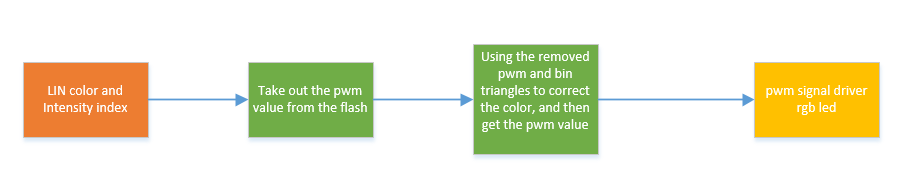 LIN color and
Intensity index
Take out the pwm
value from the flash
Using the removed
pwm and bin
triangles to correct
the color, and then
get the pwm value
pwm signal driver
rgb led